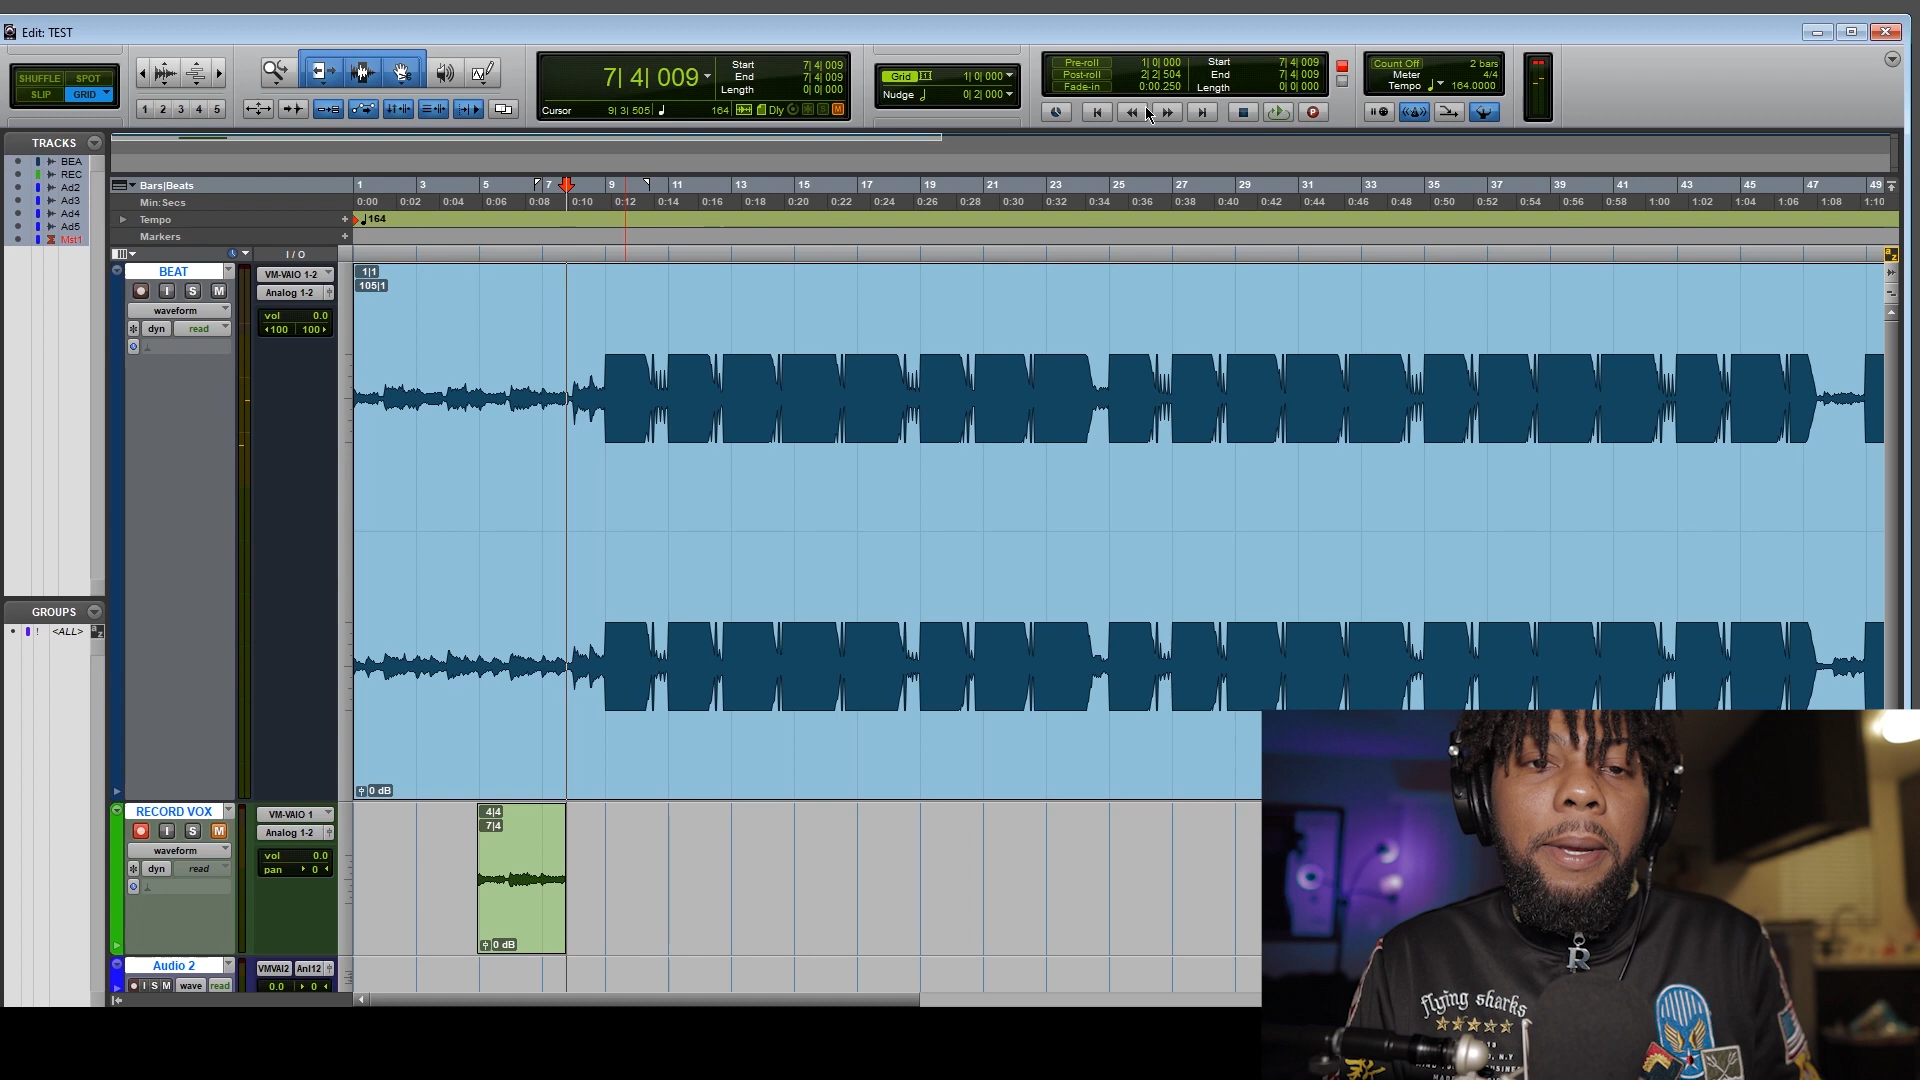 Edit: TEST
SHUFFLE SPOT
SLIP GRID
1 2 3 4 5
7| 4| 009
Start 7| 4| 009
End 7| 4| 009
Length 0| 0| 000
Cursor 9| 3| 505 164 Dly S M
Grid 1| 0| 000
Nudge 0| 2| 000
Pre-roll 1| 0| 000 Start 7| 4| 009
Post-roll 2| 2| 504 End 7| 4| 009
Fade-in 0:00.250 Length 0| 0| 000
Count Off 2 bars
Meter 4/4
Tempo 164.0000
TRACKS
BEA
REC
Ad2
Ad3
Ad4
Ad5
Mst1
GROUPS
! <ALL>
Bars|Beats 1 3 5 7 9 11 13 15 17 19 21 23 25 27 29 31 33 35 37 39 41 43 45 47 49
Min:Secs 0:00 0:02 0:04 0:06 0:08 0:10 0:12 0:14 0:16 0:18 0:20 0:22 0:24 0:26 0:28 0:30 0:32 0:34 0:36 0:38 0:40 0:42 0:44 0:46 0:48 0:50 0:52 0:54 0:56 0:58 1:00 1:02 1:04 1:06 1:08 1:10
Tempo + 164
Markers +
I / O
BEAT VM-VAIO 1-2
I S M Analog 1-2
waveform vol 0.0
dyn read 100 100
1|1
105|1
0 dB
RECORD VOX VM-VAIO 1
I S M Analog 1-2
waveform vol 0.0
dyn read pan 0
4|4
7|4
0 dB
Audio 2 VMVAI2 Anl12
I S M wave read 0.0 0
R
flying sharks